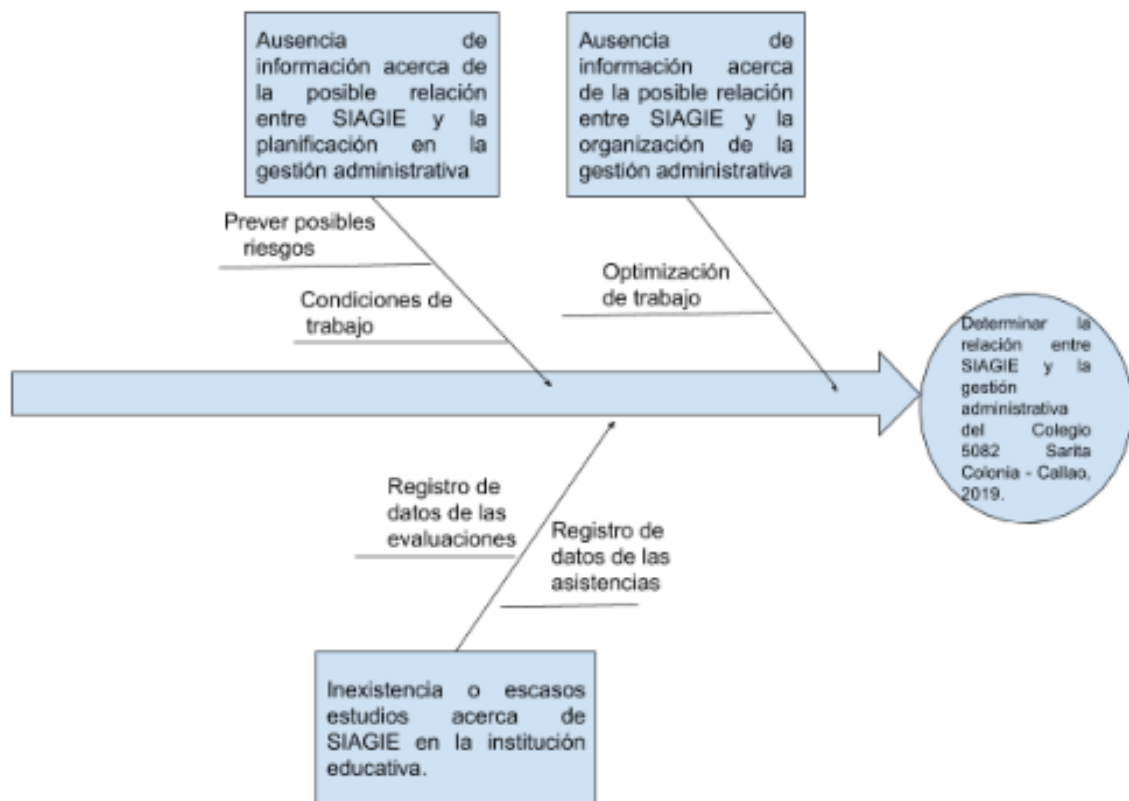 Ausencia de
información acerca de
la posible relación
entre SIAGIE y la
planificación en la
gestión administrativa
Ausencia de
información acerca
de la posible relación
entre SIAGIE y la
organización de la
gestión administrativa
Prever posibles
riesgos
Condiciones de
trabajo
Optimización
de trabajo
Determinar la
relación entre
SIAGIE y la
gestión
administrativa
del Colegio
5082 Sarita
Colonia - Callao,
2019.
Registro de
datos de las
evaluaciones
Registro de
datos de las
asistencias
Inexistencia o escasos
estudios acerca de
SIAGIE en la institución
educativa.